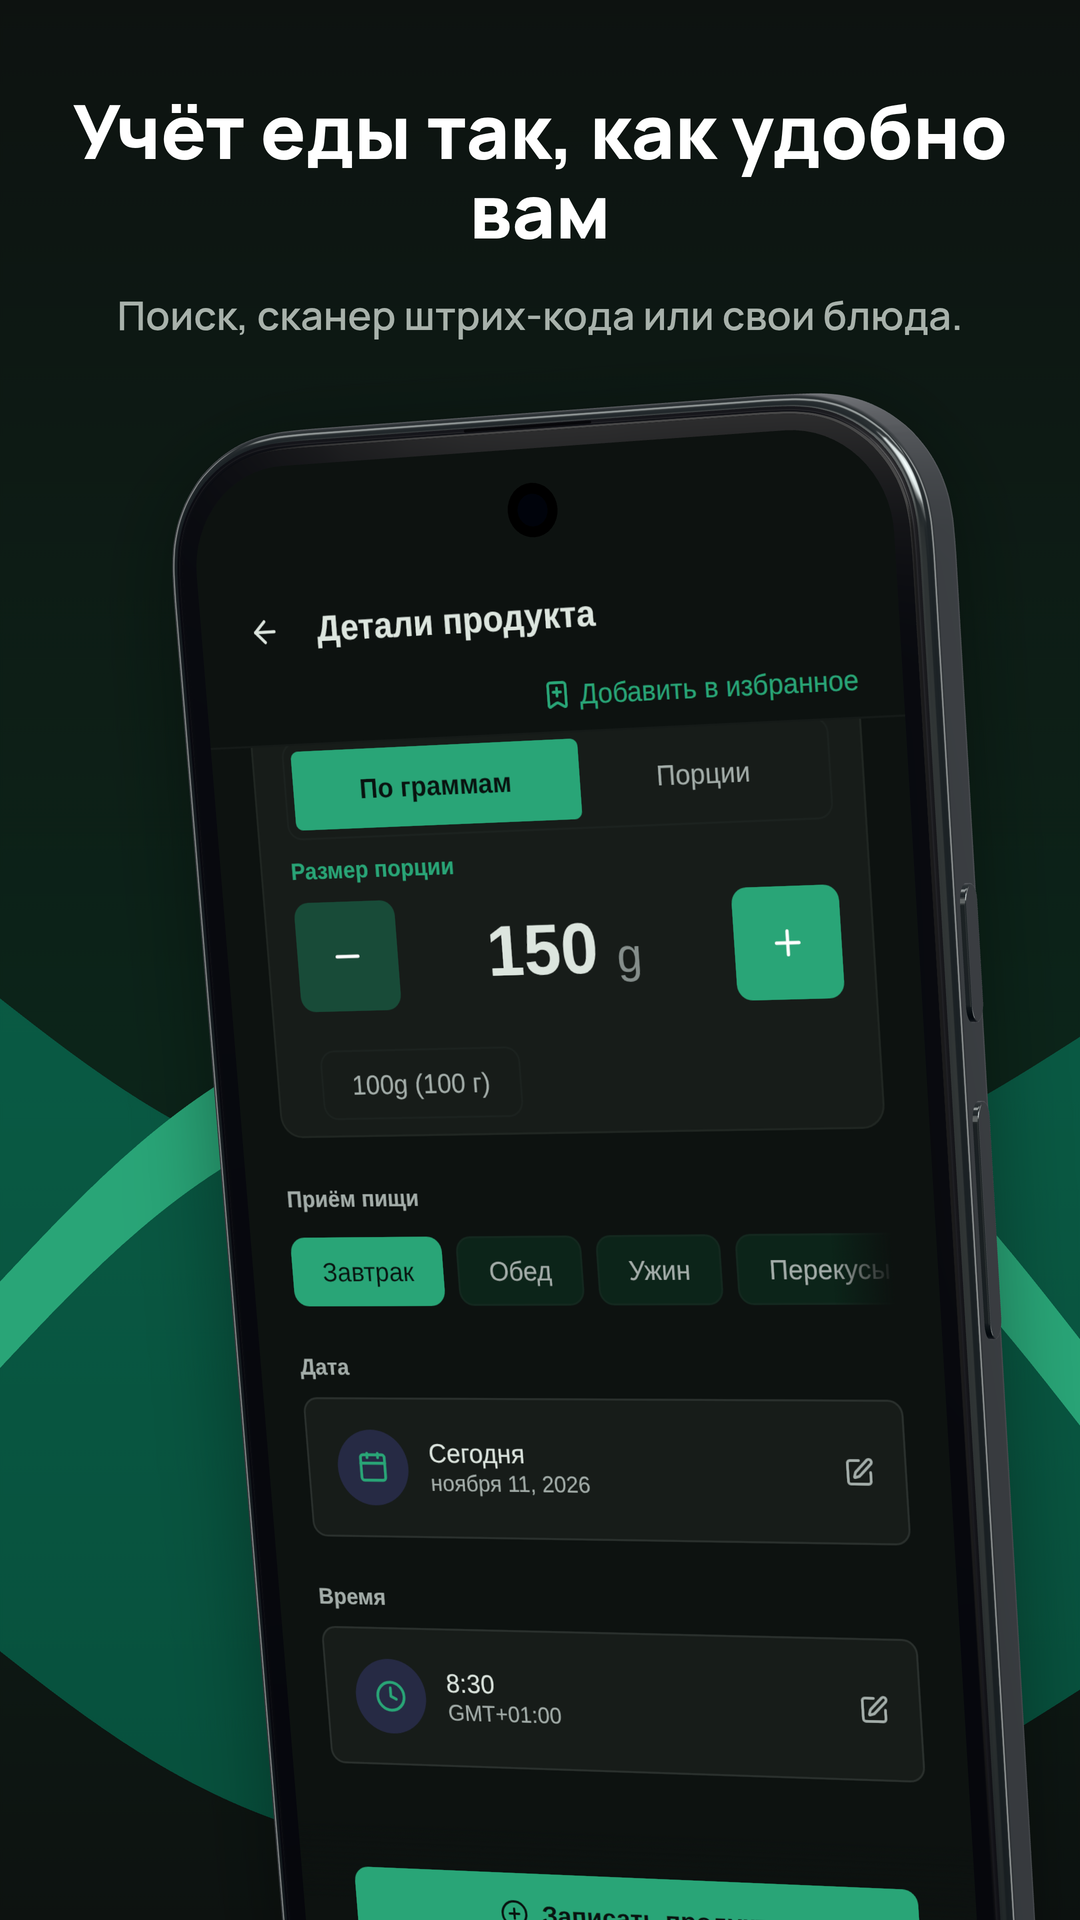 Учёт еды так, как удобно
вам
Поиск, сканер штрих-кода или свои блюда.
Детали продукта
Добавить в избранное
По граммам
Порции
Размер порции
150 g
100g (100 г)
Приём пищи
Завтрак
Обед
Ужин
Перекусы
Дата
Сегодня
ноября 11, 2026
Время
8:30
GMT+01:00
Записать